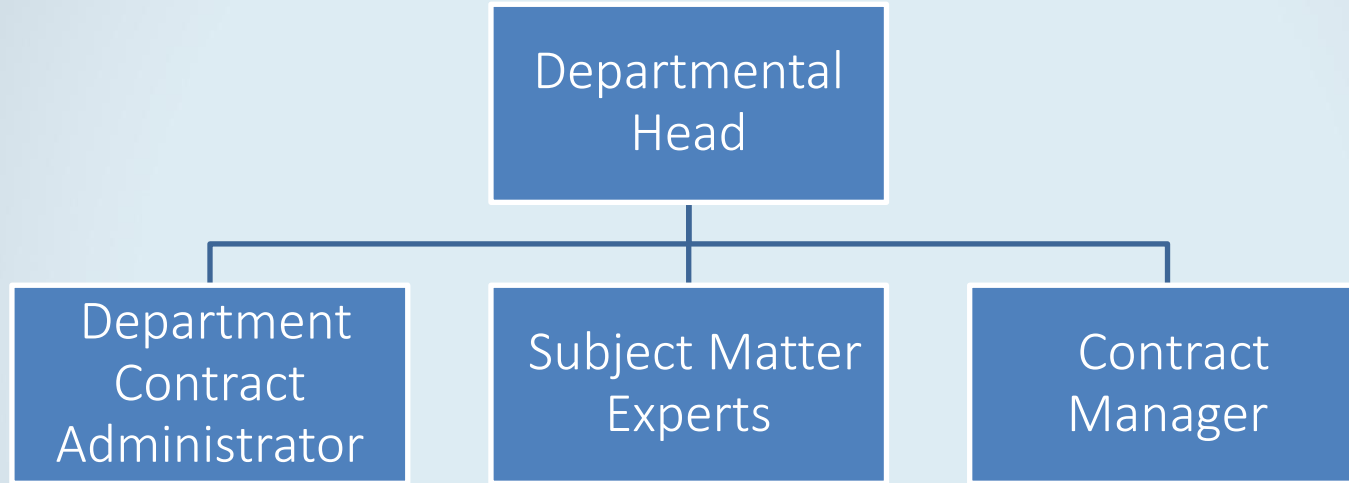 Departmental
Head
Department
Contract
Administrator
Subject Matter
Experts
Contract
Manager